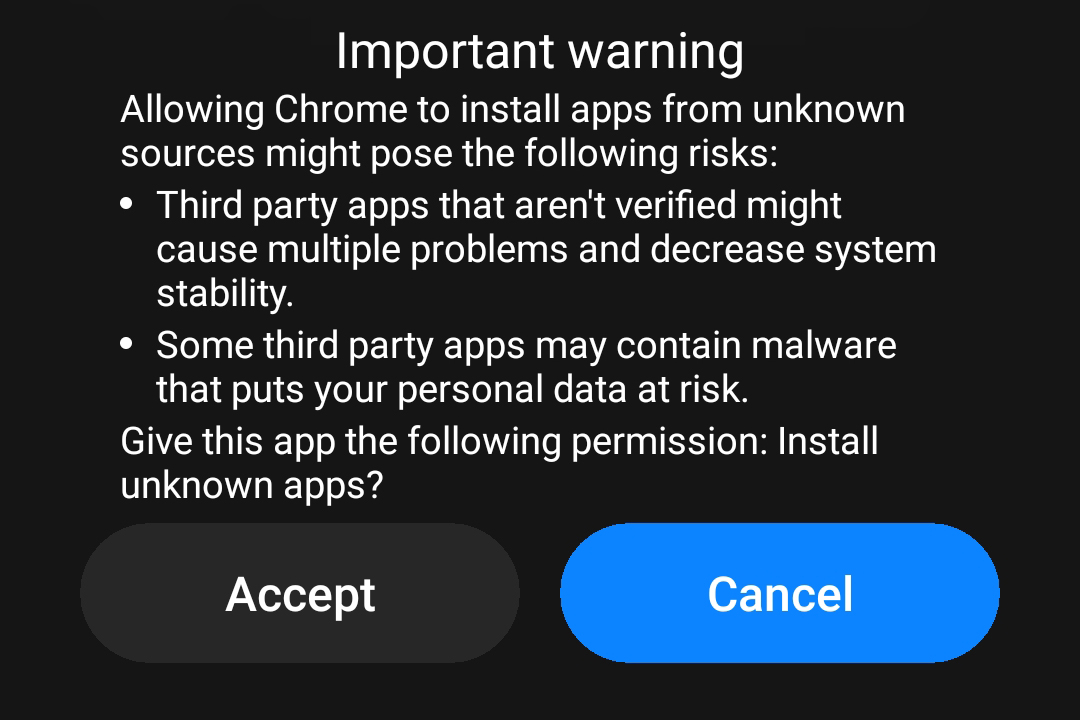 Important warning
Allowing Chrome to install apps from unknown
sources might pose the following risks:
• Third party apps that aren't verified might
cause multiple problems and decrease system
stability.
• Some third party apps may contain malware
that puts your personal data at risk.
Give this app the following permission: Install
unknown apps?
Accept
Cancel